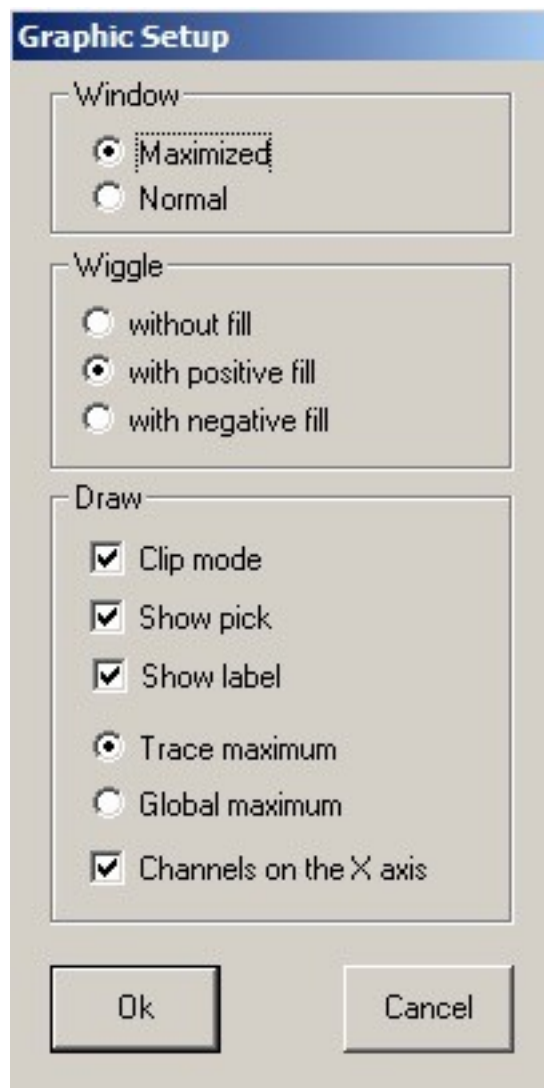 Graphic Setup
Window
Maximized
Normal
Wiggle
without fill
with positive fill
with negative fill
Draw
Clip mode
Show pick
Show label
Trace maximum
Global maximum
Channels on the X axis
Ok
Cancel